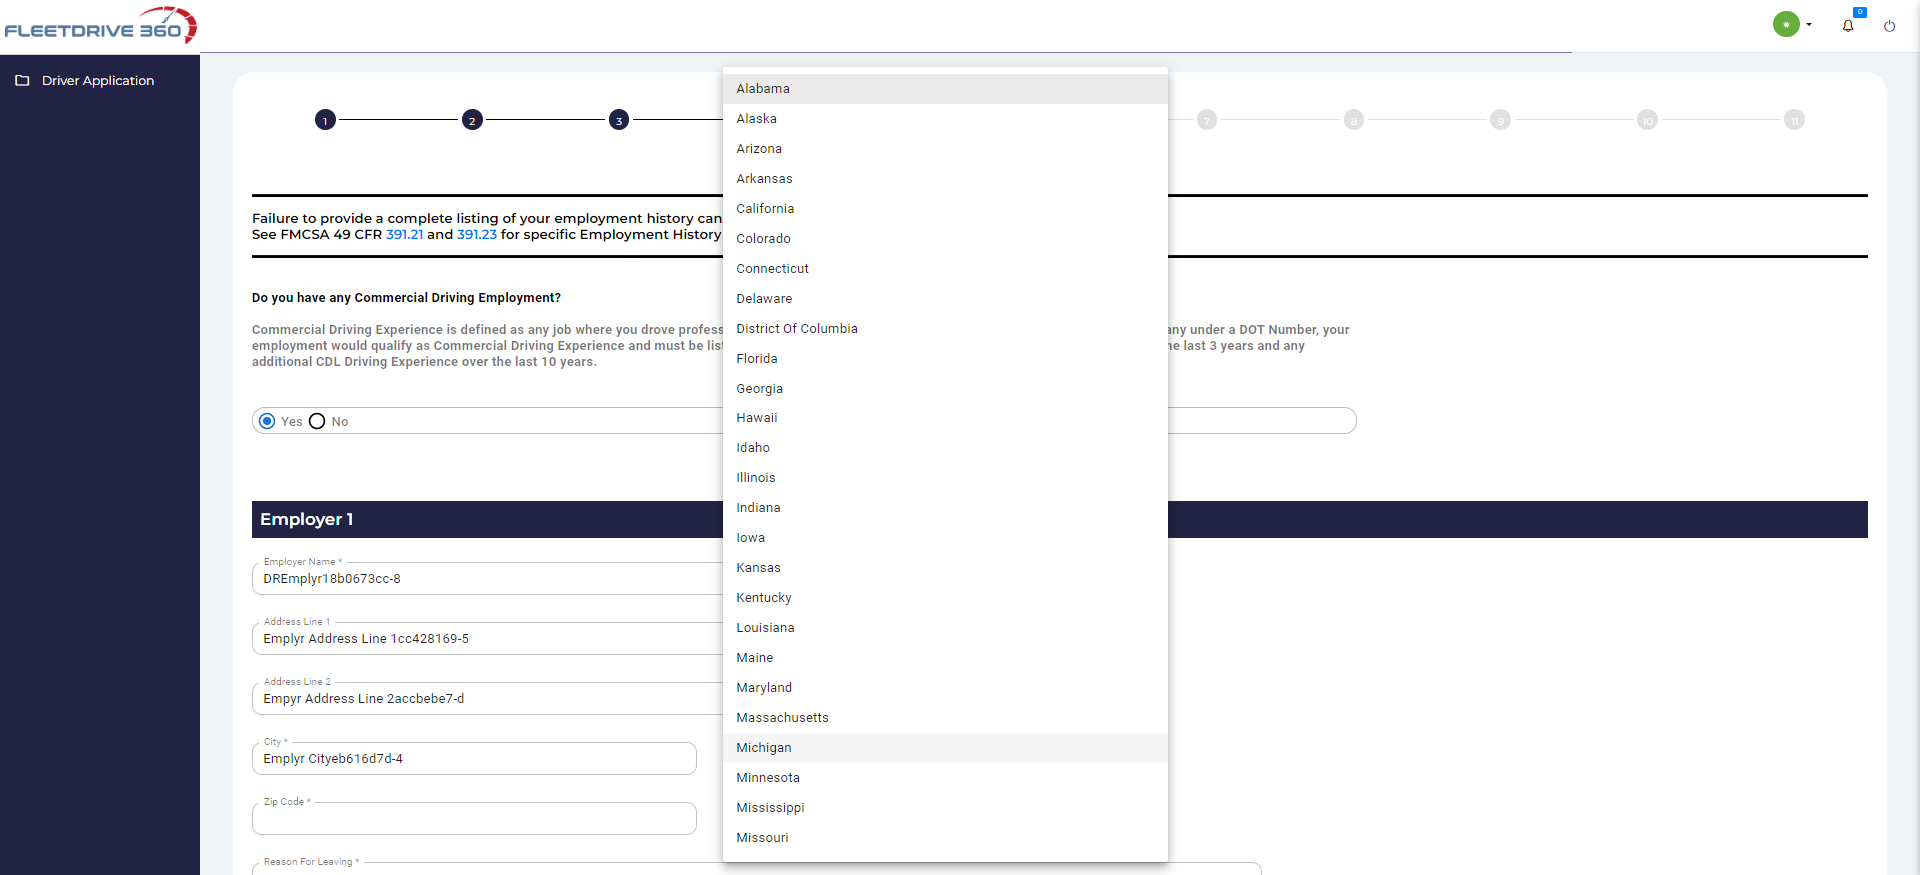 FLEETDRIVE 360
0
Driver Application
1
2
3
7
8
9
10
11
Failure to provide a complete listing of your employment history can
See FMCSA 49 CFR 391.21 and 391.23 for specific Employment History
Do you have any Commercial Driving Employment?
Commercial Driving Experience is defined as any job where you drove profess any under a DOT Number, your
employment would qualify as Commercial Driving Experience and must be list he last 3 years and any
additional CDL Driving Experience over the last 10 years.
Yes
No
Employer 1
Employer Name *
DREmplyr18b0673cc-8
Address Line 1
Emplyr Address Line 1cc428169-5
Address Line 2
Empyr Address Line 2accbebe7-d
City *
Emplyr Cityeb616d7d-4
Zip Code *
Reason For Leaving *
Alabama
Alaska
Arizona
Arkansas
California
Colorado
Connecticut
Delaware
District Of Columbia
Florida
Georgia
Hawaii
Idaho
Illinois
Indiana
Iowa
Kansas
Kentucky
Louisiana
Maine
Maryland
Massachusetts
Michigan
Minnesota
Mississippi
Missouri